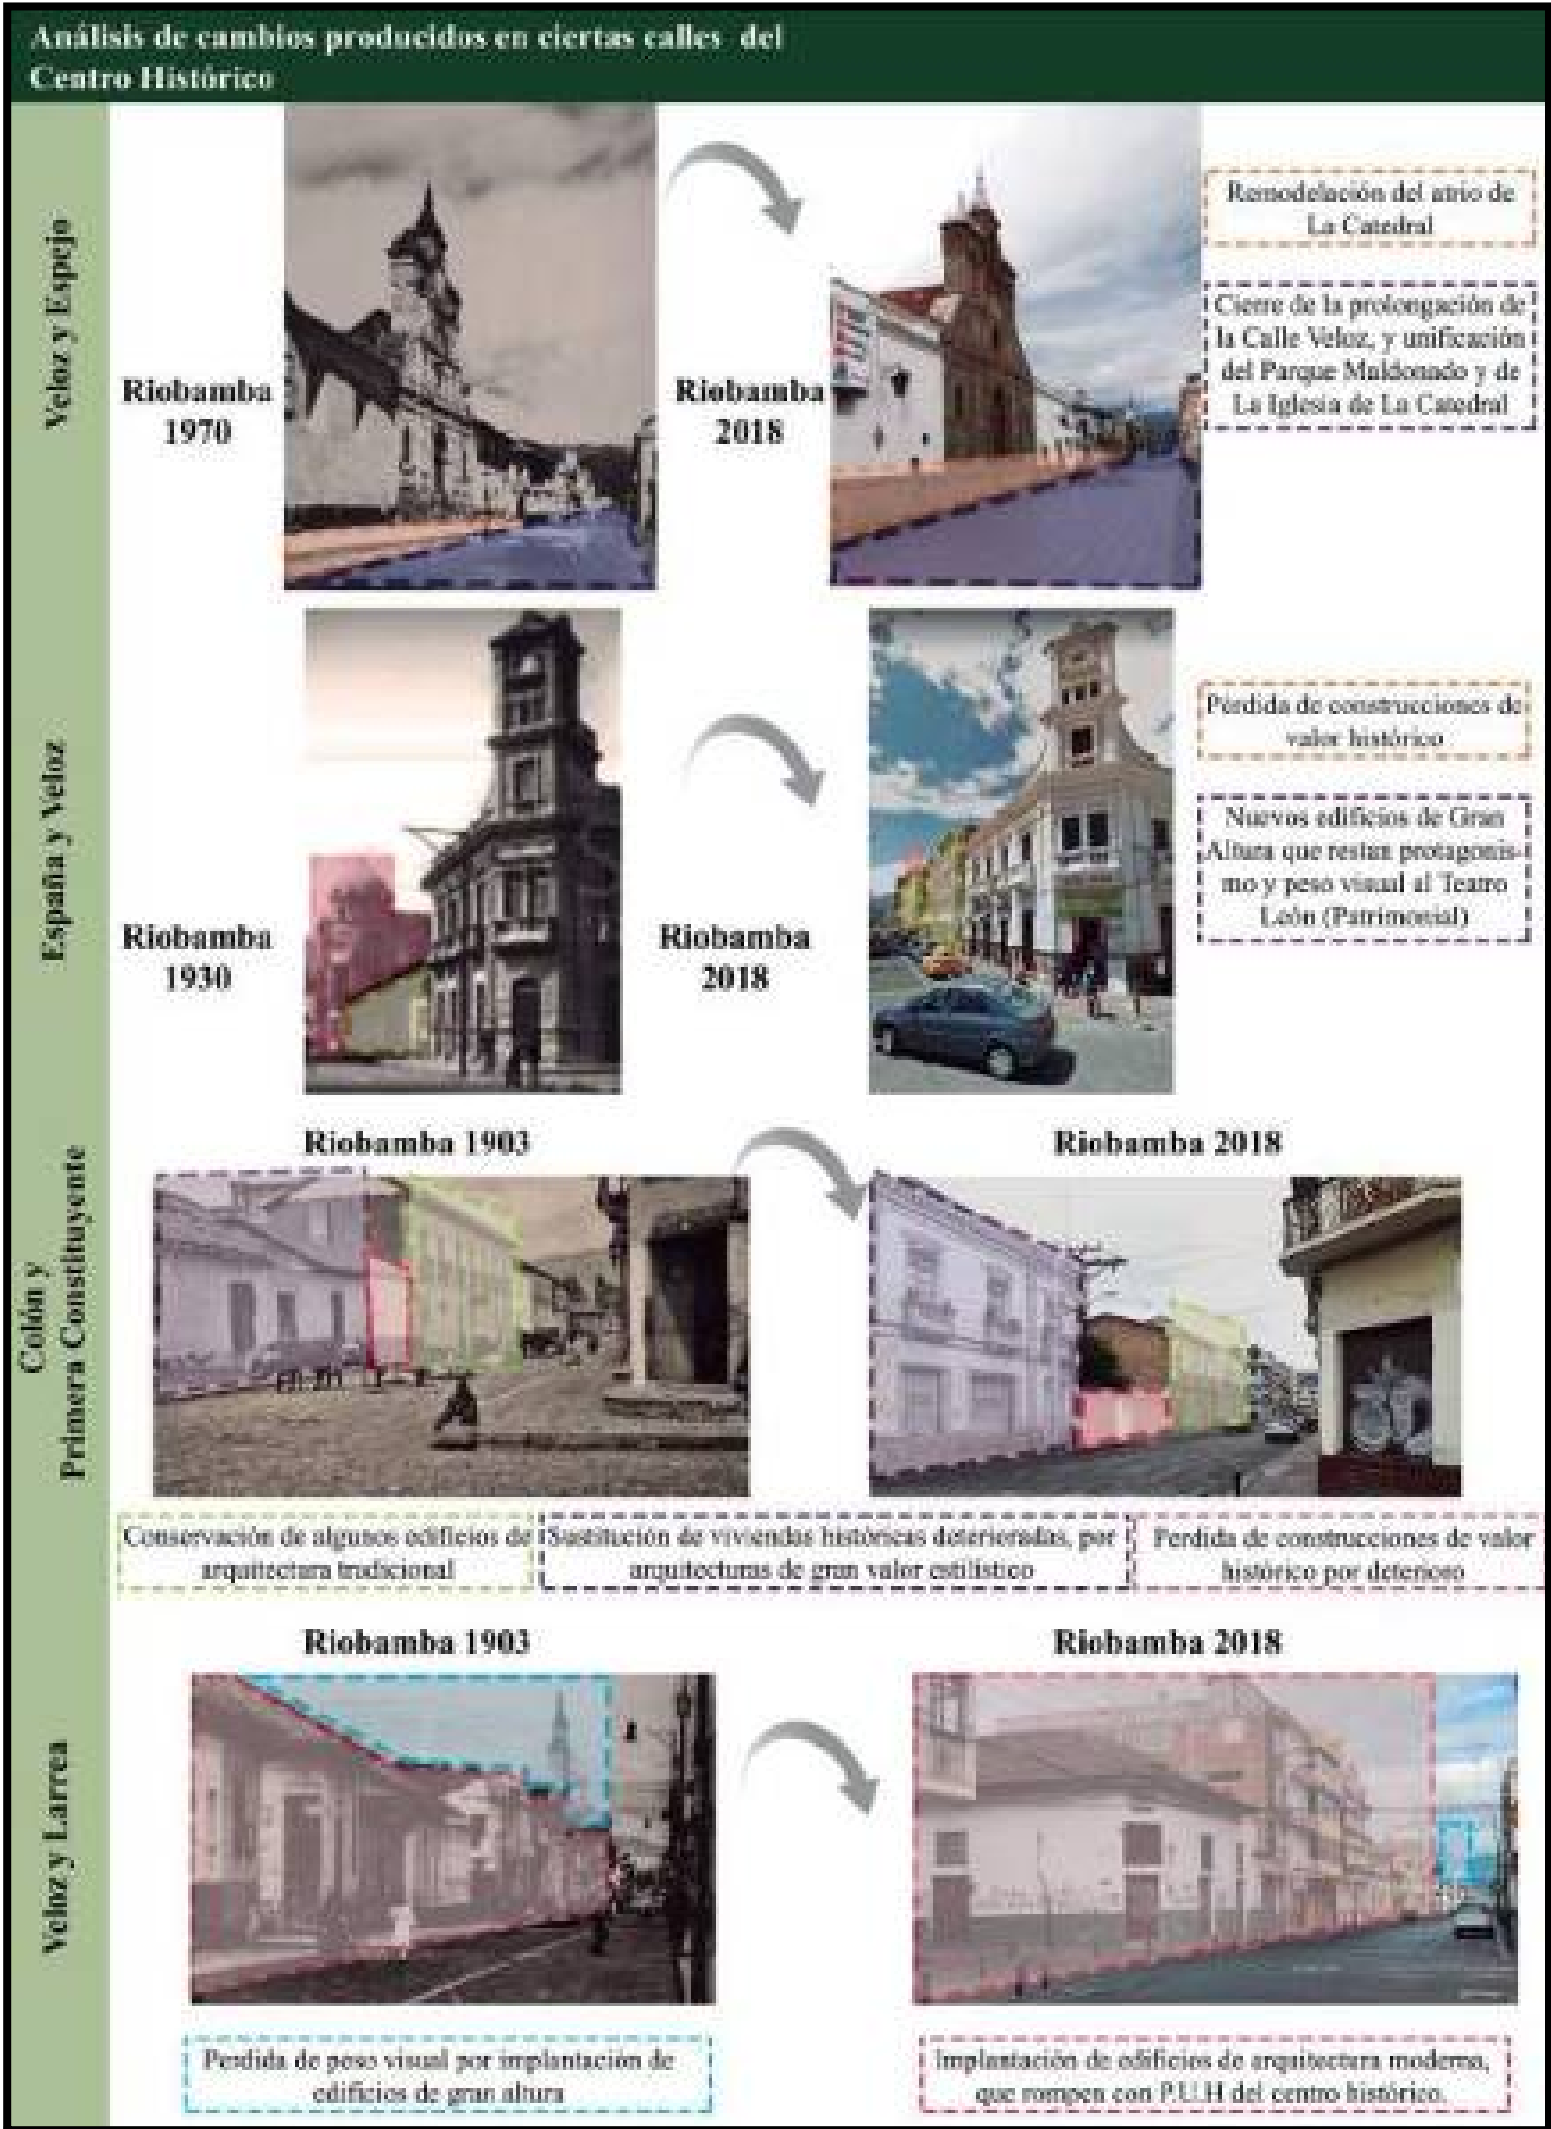 Análisis de cambios producidos en ciertas calles del
Centro Histórico
Veloz y Espejo
Riobamba
1970
Riobamba
2018
Remodelación del atrio de
La Catedral
Cierre de la prolongación de
la Calle Veloz, y unificación
del Parque Maldonado y de
La Iglesia de La Catedral
España y Veloz
Riobamba
1930
Riobamba
2018
Perdida de construcciones de
valor histórico
Nuevos edificios de Gran
Altura que restan protagonis-
mo y peso visual al Teatro
León (Patrimonial)
Colón y
Primera Constituyente
Riobamba 1903
Riobamba 2018
Conservación de algunos edificios de
arquitectura tradicional
Sustitución de viviendas históricas deterioradas, por
arquitecturas de gran valor estilístico
Perdida de construcciones de valor
histórico por deterioro
Veloz y Larrea
Riobamba 1903
Riobamba 2018
Perdida de peso visual por implantación de
edificios de gran altura
Implantación de edificios de arquitectura moderna,
que rompen con P.U.H del centro histórico.